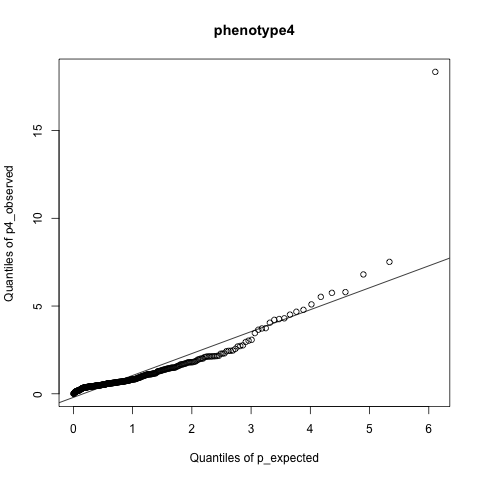 phenotype4
Quantiles of p4_observed
15
10
5
0
0 1 2 3 4 5 6
Quantiles of p_expected